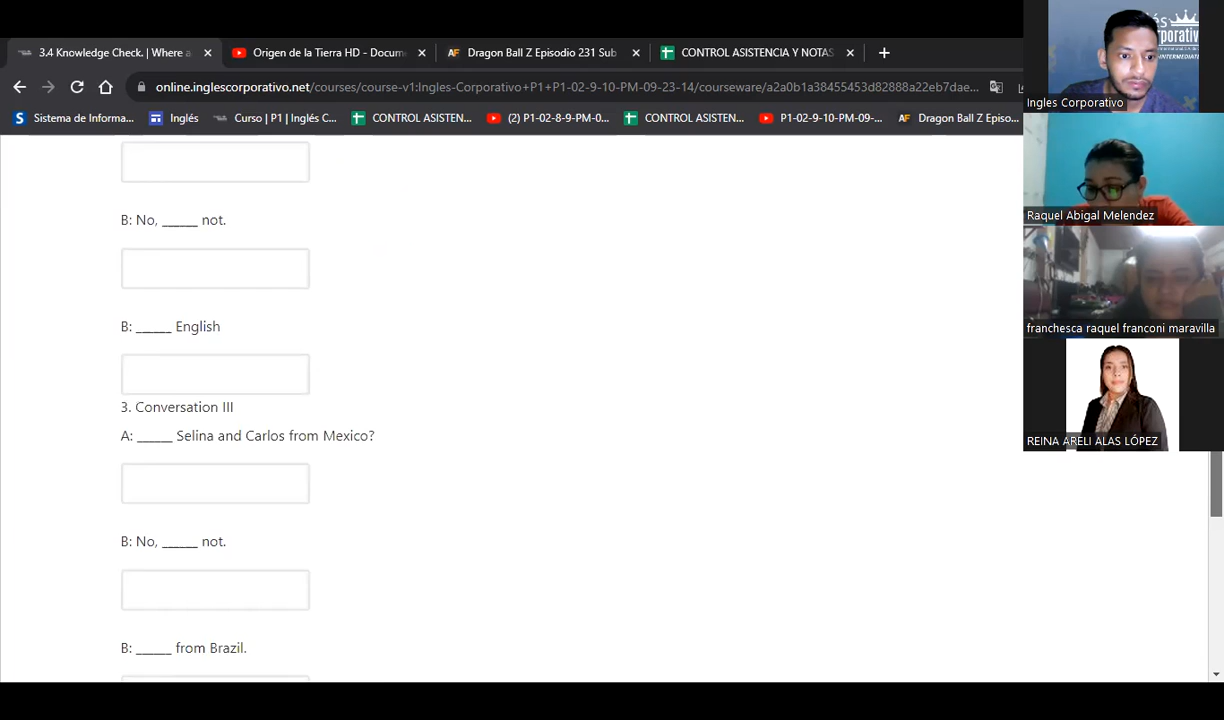 3.4 Knowledge Check. | Where a
Origen de la Tierra HD - Docum
Dragon Ball Z Episodio 231 Sub
CONTROL ASISTENCIA Y NOTAS
online.inglescorporativo.net/courses/course-v1:Ingles-Corporativo+P1+P1-02-9-10-PM-09-23-14/courseware/a2a0b1a38455453d82888a22eb7dae...
Sistema de Informa...
Inglés
Curso | P1 | Inglés C...
CONTROL ASISTEN...
(2) P1-02-8-9-PM-0...
CONTROL ASISTEN...
P1-02-9-10-PM-09-...
Dragon Ball Z Episo...
B: No, ______ not.
B: ______ English
3. Conversation III
A: ______ Selina and Carlos from Mexico?
B: No, ______ not.
B: ______ from Brazil.
Ingles Corporativo
Raquel Abigal Melendez
franchesca raquel franconi maravilla
REINA ARELI ALAS LÓPEZ